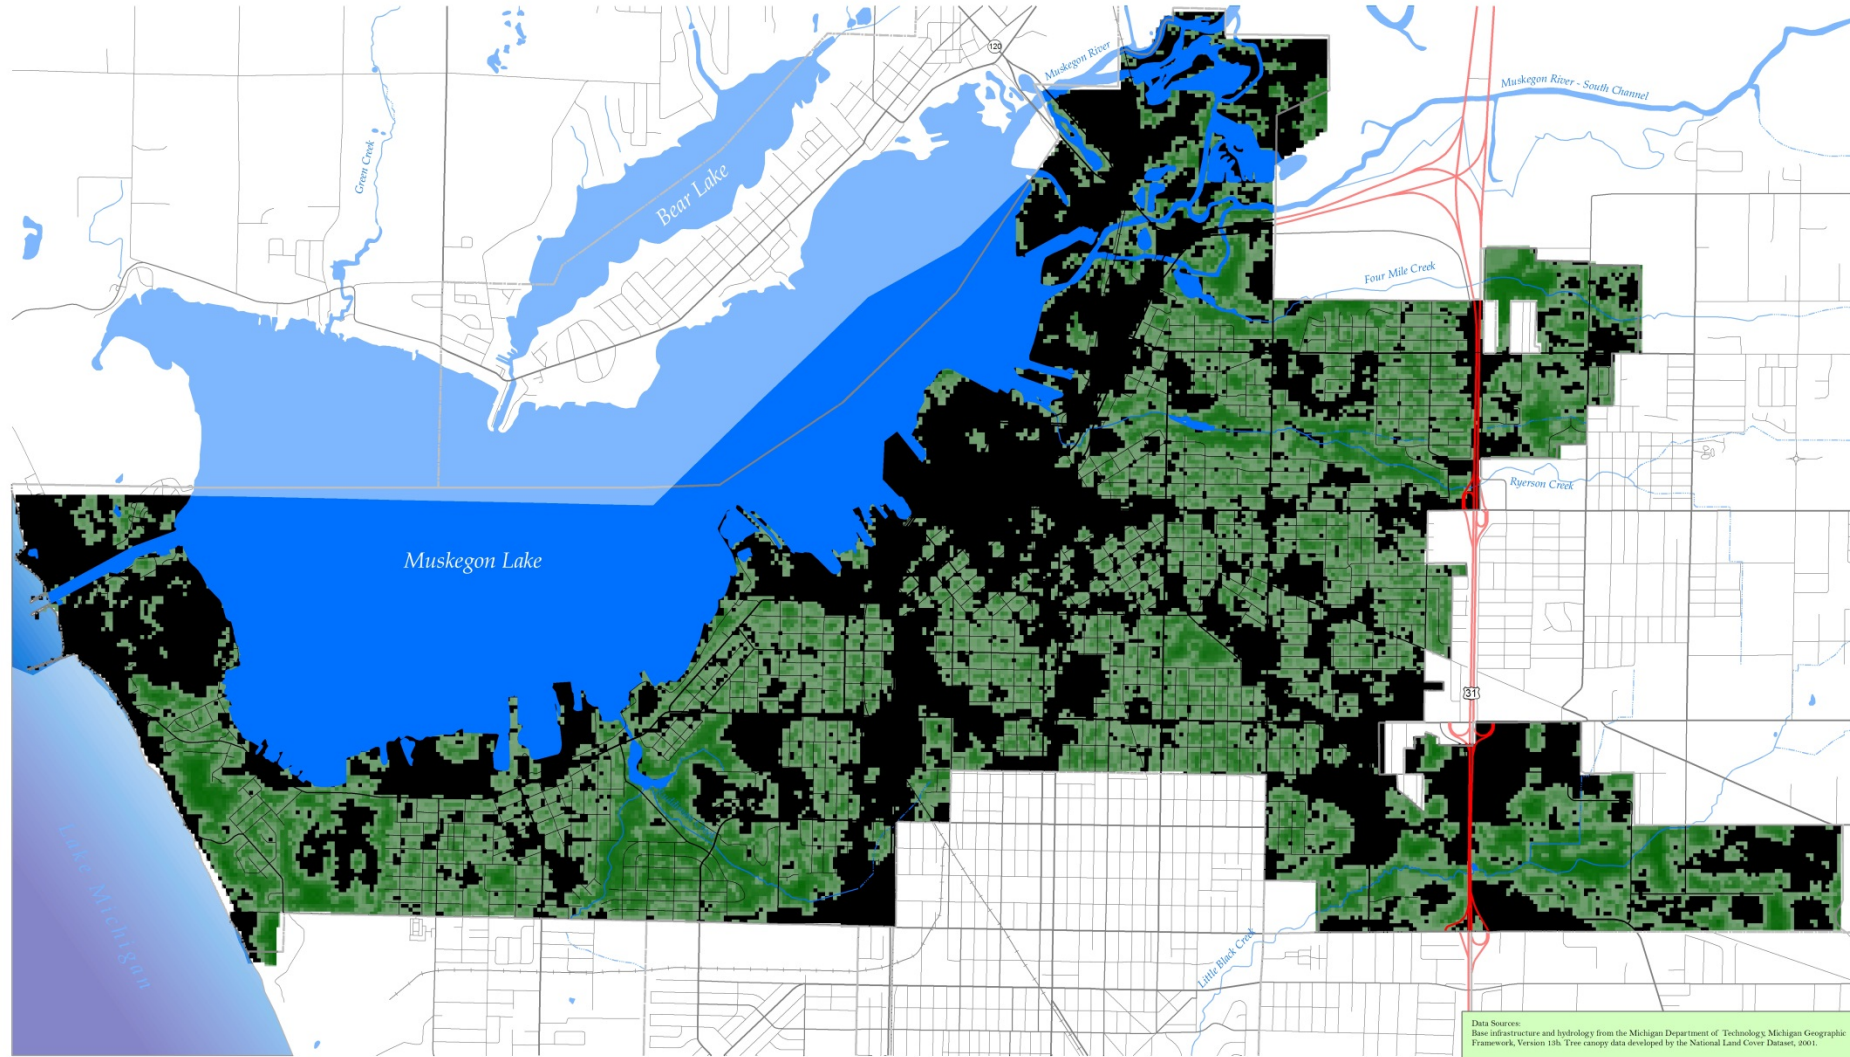 120
Muskegon River
Muskegon River - South Channel
Green Creek
Bear Lake
Four Mile Creek
Ryerson Creek
Muskegon Lake
31
Lake Michigan
Little Black Creek
Data Sources:
Base infrastructure and hydrology from the Michigan Department of Technology, Michigan Geographic
Framework, Version 13b. Tree canopy data developed by the National Land Cover Dataset, 2001.